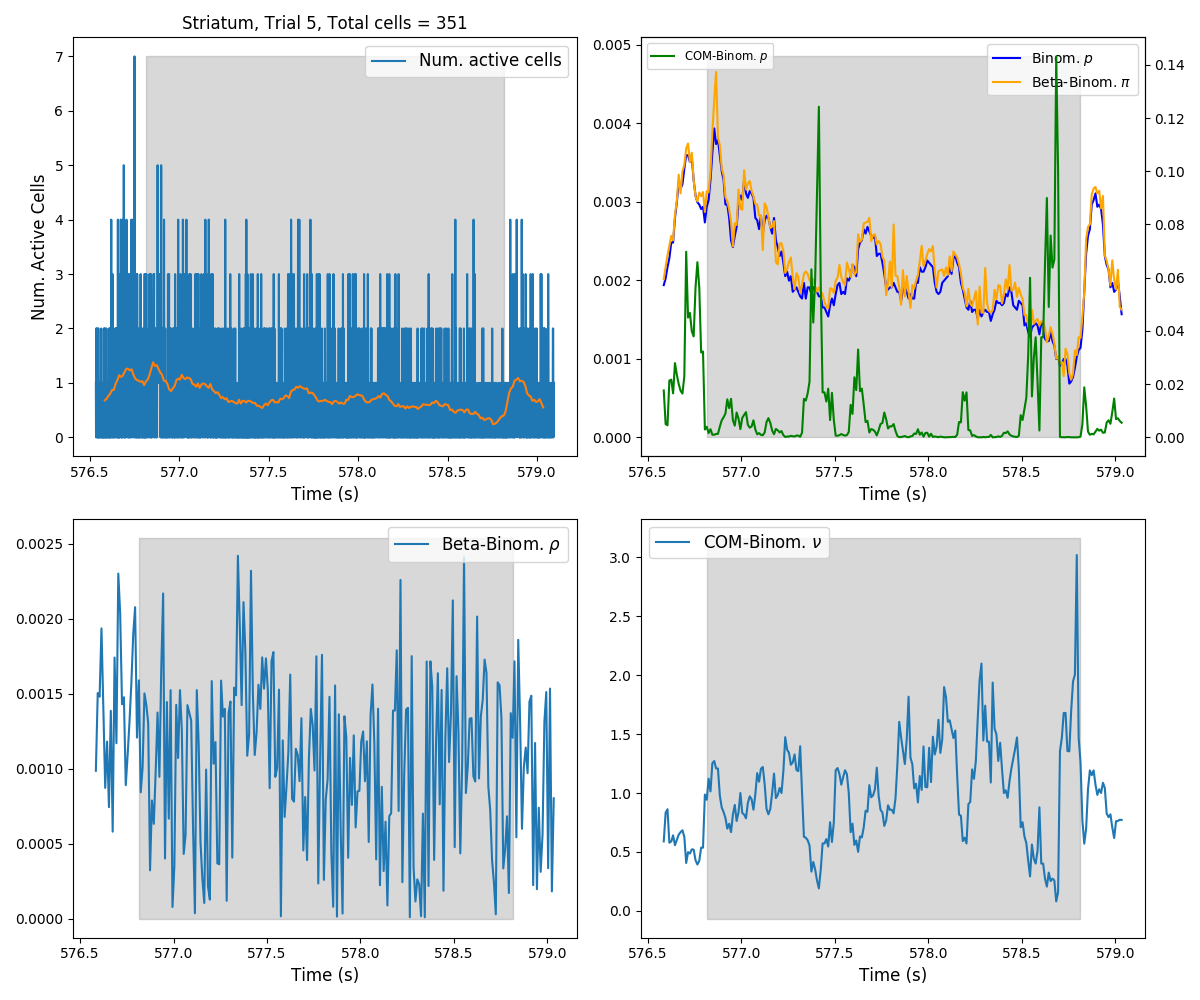 Striatum, Trial 5, Total cells = 351
Num. active cells
7
6
5
4
3
2
1
0
Num. Active Cells
576.5 577.0 577.5 578.0 578.5 579.0
Time (s)
COM-Binom. p
Binom. p
Beta-Binom. π
0.005
0.004
0.003
0.002
0.001
0.000
0.14
0.12
0.10
0.08
0.06
0.04
0.02
0.00
576.5 577.0 577.5 578.0 578.5 579.0
Time (s)
Beta-Binom. ρ
0.0025
0.0020
0.0015
0.0010
0.0005
0.0000
576.5 577.0 577.5 578.0 578.5 579.0
Time (s)
COM-Binom. ν
3.0
2.5
2.0
1.5
1.0
0.5
0.0
576.5 577.0 577.5 578.0 578.5 579.0
Time (s)